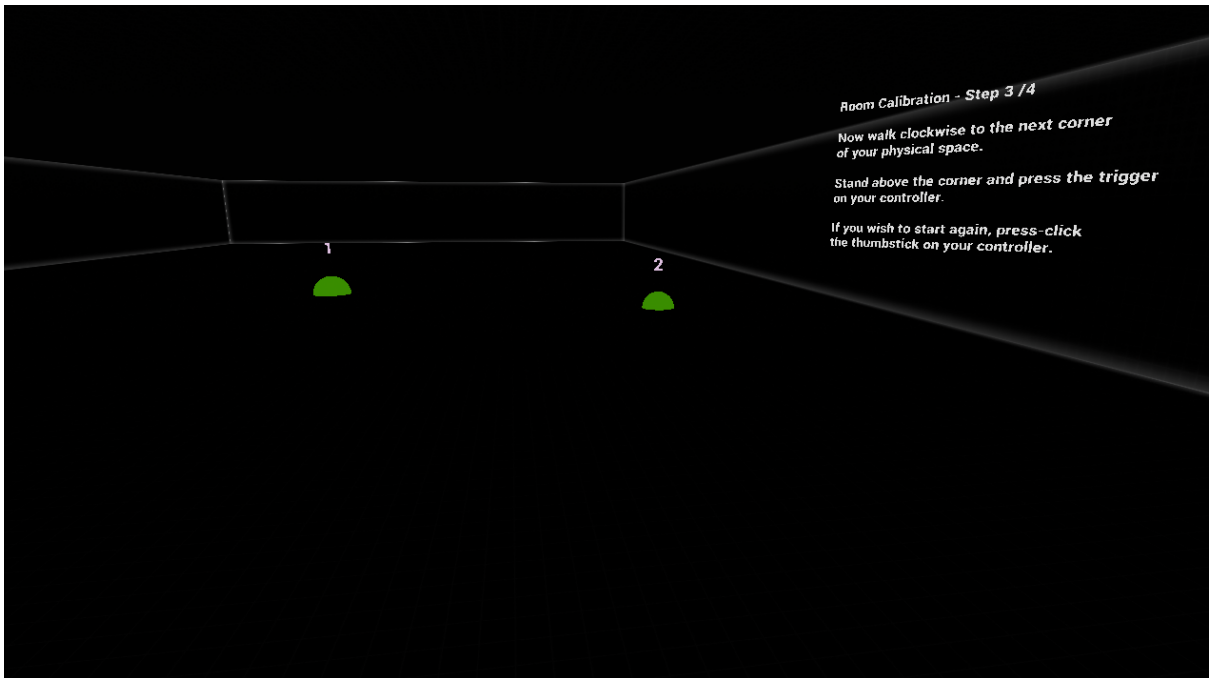 Room Calibration - Step 3 /4
Now walk clockwise to the next corner
of your physical space.
Stand above the corner and press the trigger
on your controller.
If you wish to start again, press-click
the thumbstick on your controller.
1
2